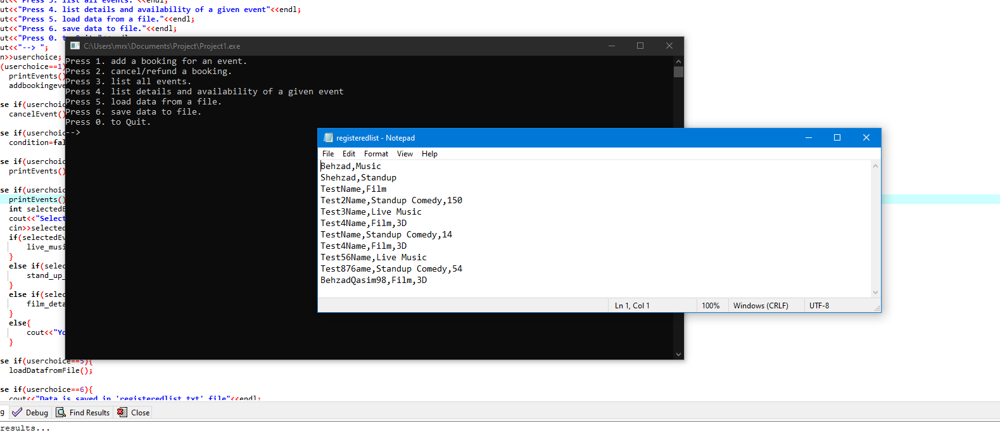 ut<<"Press 3. list all events."<<endl;
ut<<"Press 4. list details and availability of a given event"<<endl;
ut<<"Press 5. load data from a file."<<endl;
ut<<"Press 6. save data to file."<<endl;
ut<<"Press 0. t
ut<<"--> ";
n>>userchoice;
(userchoice==1)
printEvents()
addbookingeve
se if(userchoic
cancelEvent()
se if(userchoic
condition=fal
se if(userchoic
printEvents()
se if(userchoic
printEvents()
int selectedE
cout<<"Select
cin>>selected
if(selectedEv
live_musi
}
else if(selec
stand_up_
}
else if(selec
film_deta
}
else{
cout<<"Yo
}
se if(userchoice==5){
loadDatafromFile();
se if(userchoice==6){
cout<<"Data is saved in 'registeredlist.txt' file"<<endl;
C:\Users\mrx\Documents\Project\Project1.exe
Press 1. add a booking for an event.
Press 2. cancel/refund a booking.
Press 3. list all events.
Press 4. list details and availability of a given event
Press 5. load data from a file.
Press 6. save data to file.
Press 0. to Quit.
-->
registeredlist - Notepad
File Edit Format View Help
Behzad,Music
Shehzad,Standup
TestName,Film
Test2Name,Standup Comedy,150
Test3Name,Live Music
Test4Name,Film,3D
TestName,Standup Comedy,14
Test4Name,Film,3D
Test56Name,Live Music
Test876ame,Standup Comedy,54
BehzadQasim98,Film,3D
Ln 1, Col 1 100% Windows (CRLF) UTF-8
g Debug Find Results Close
results...